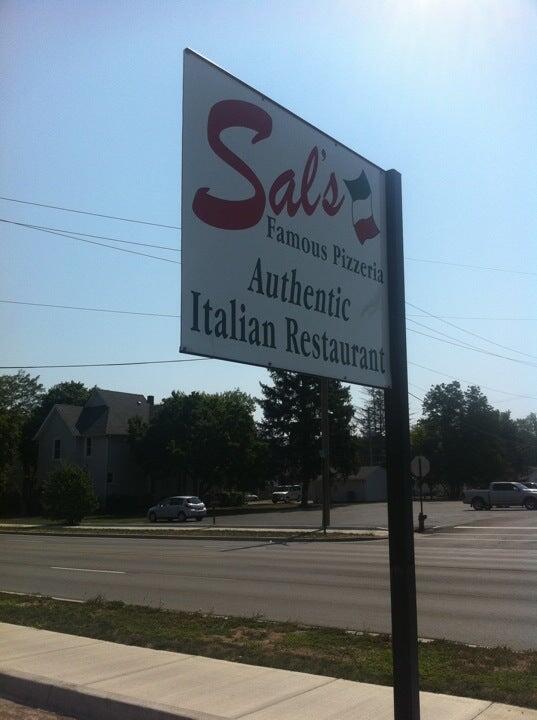 Sal's
Famous Pizzeria
Authentic
Italian Restaurant